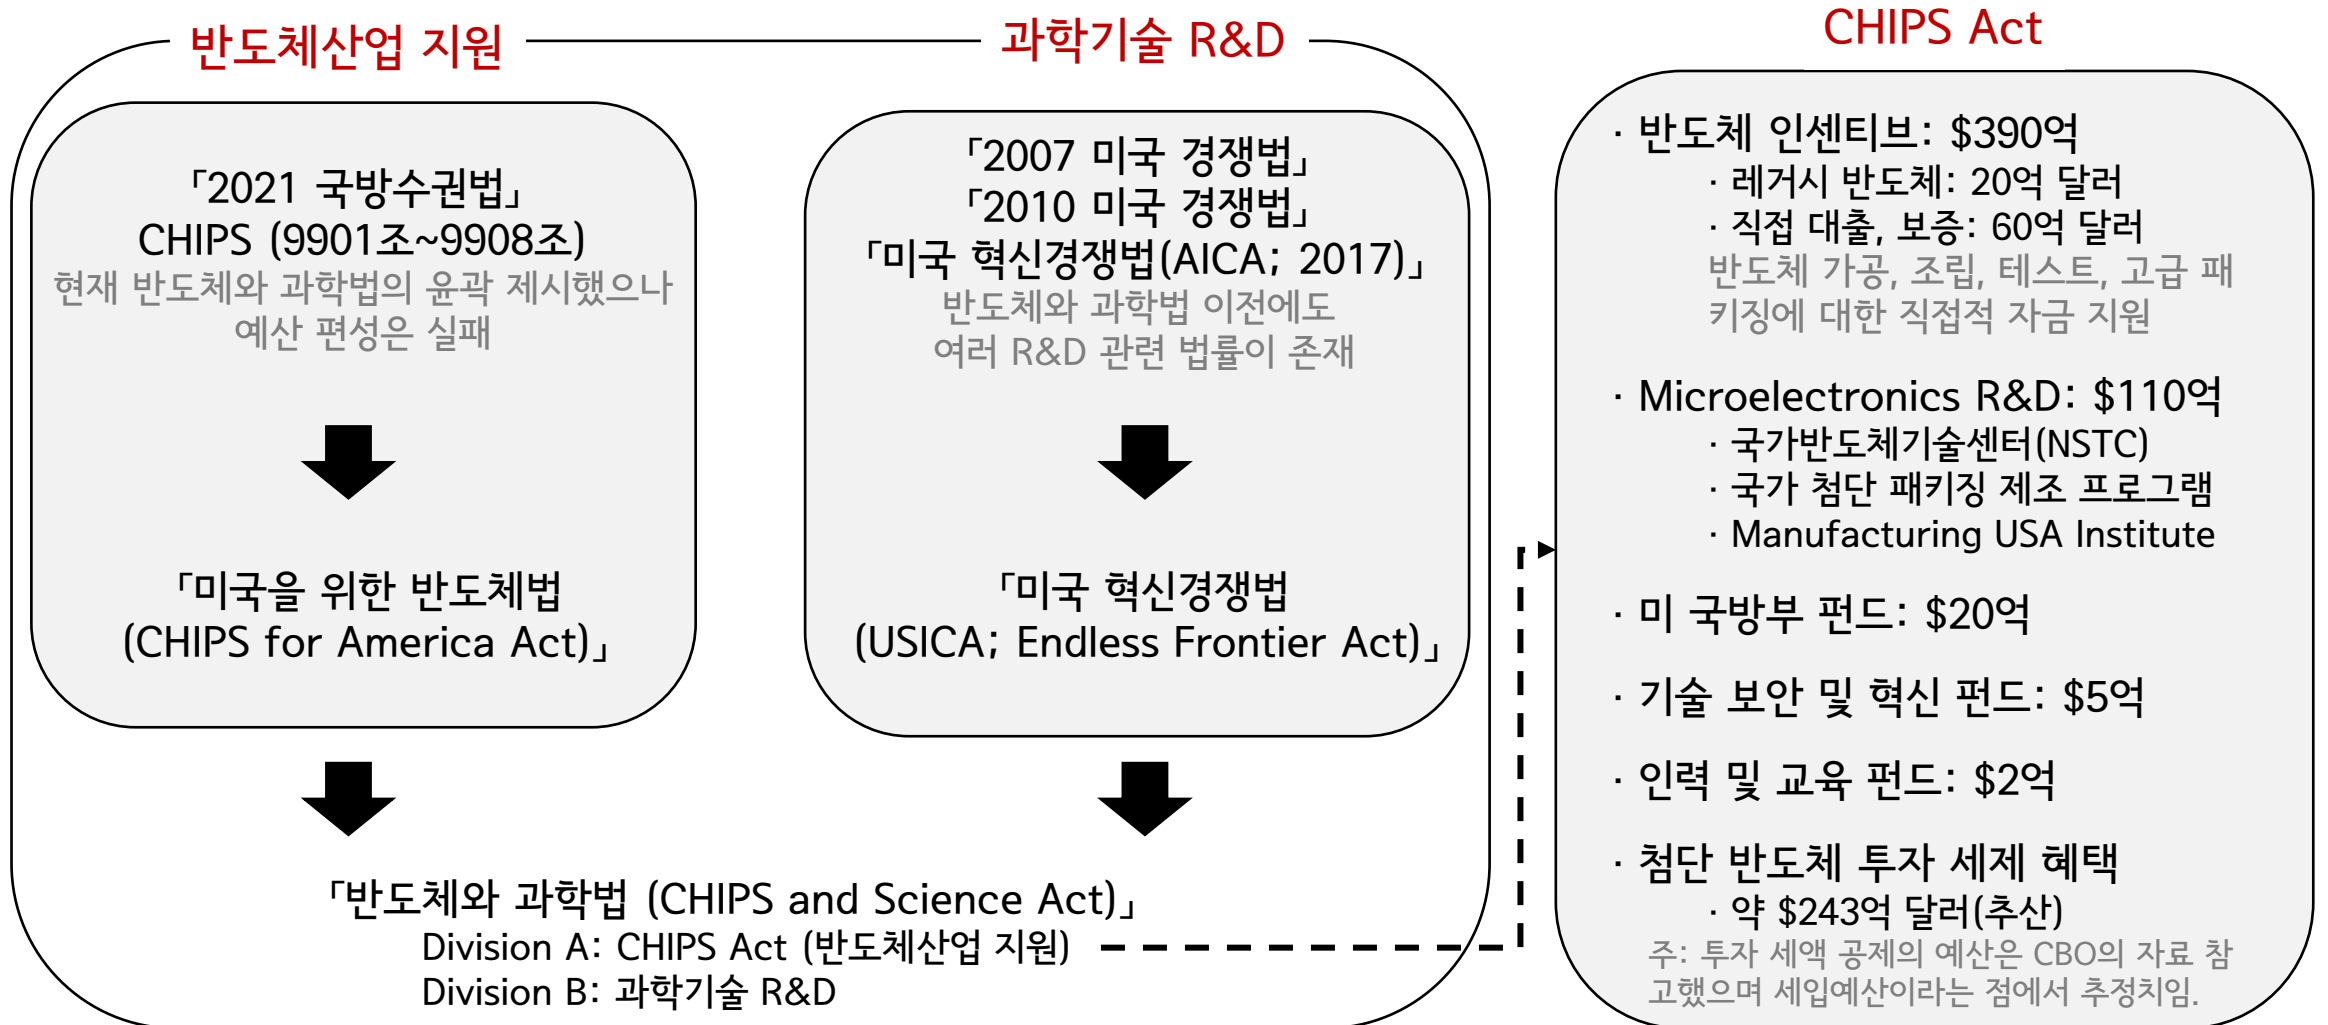 반도체산업 지원
「2021 국방수권법」
CHIPS (9901조~9908조)
현재 반도체와 과학법의 윤곽 제시했으나
예산 편성은 실패
「미국을 위한 반도체법
(CHIPS for America Act)」
과학기술 R&D
「2007 미국 경쟁법」
「2010 미국 경쟁법」
「미국 혁신경쟁법(AICA; 2017)」
반도체와 과학법 이전에도
여러 R&D 관련 법률이 존재
「미국 혁신경쟁법
(USICA; Endless Frontier Act)」
「반도체와 과학법 (CHIPS and Science Act)」
Division A: CHIPS Act (반도체산업 지원)
Division B: 과학기술 R&D
CHIPS Act
· 반도체 인센티브: $390억
· 레거시 반도체: 20억 달러
· 직접 대출, 보증: 60억 달러
반도체 가공, 조립, 테스트, 고급 패
키징에 대한 직접적 자금 지원
· Microelectronics R&D: $110억
· 국가반도체기술센터(NSTC)
· 국가 첨단 패키징 제조 프로그램
· Manufacturing USA Institute
· 미 국방부 펀드: $20억
· 기술 보안 및 혁신 펀드: $5억
· 인력 및 교육 펀드: $2억
· 첨단 반도체 투자 세제 혜택
· 약 $243억 달러(추산)
주: 투자 세액 공제의 예산은 CBO의 자료 참
고했으며 세입예산이라는 점에서 추정치임.